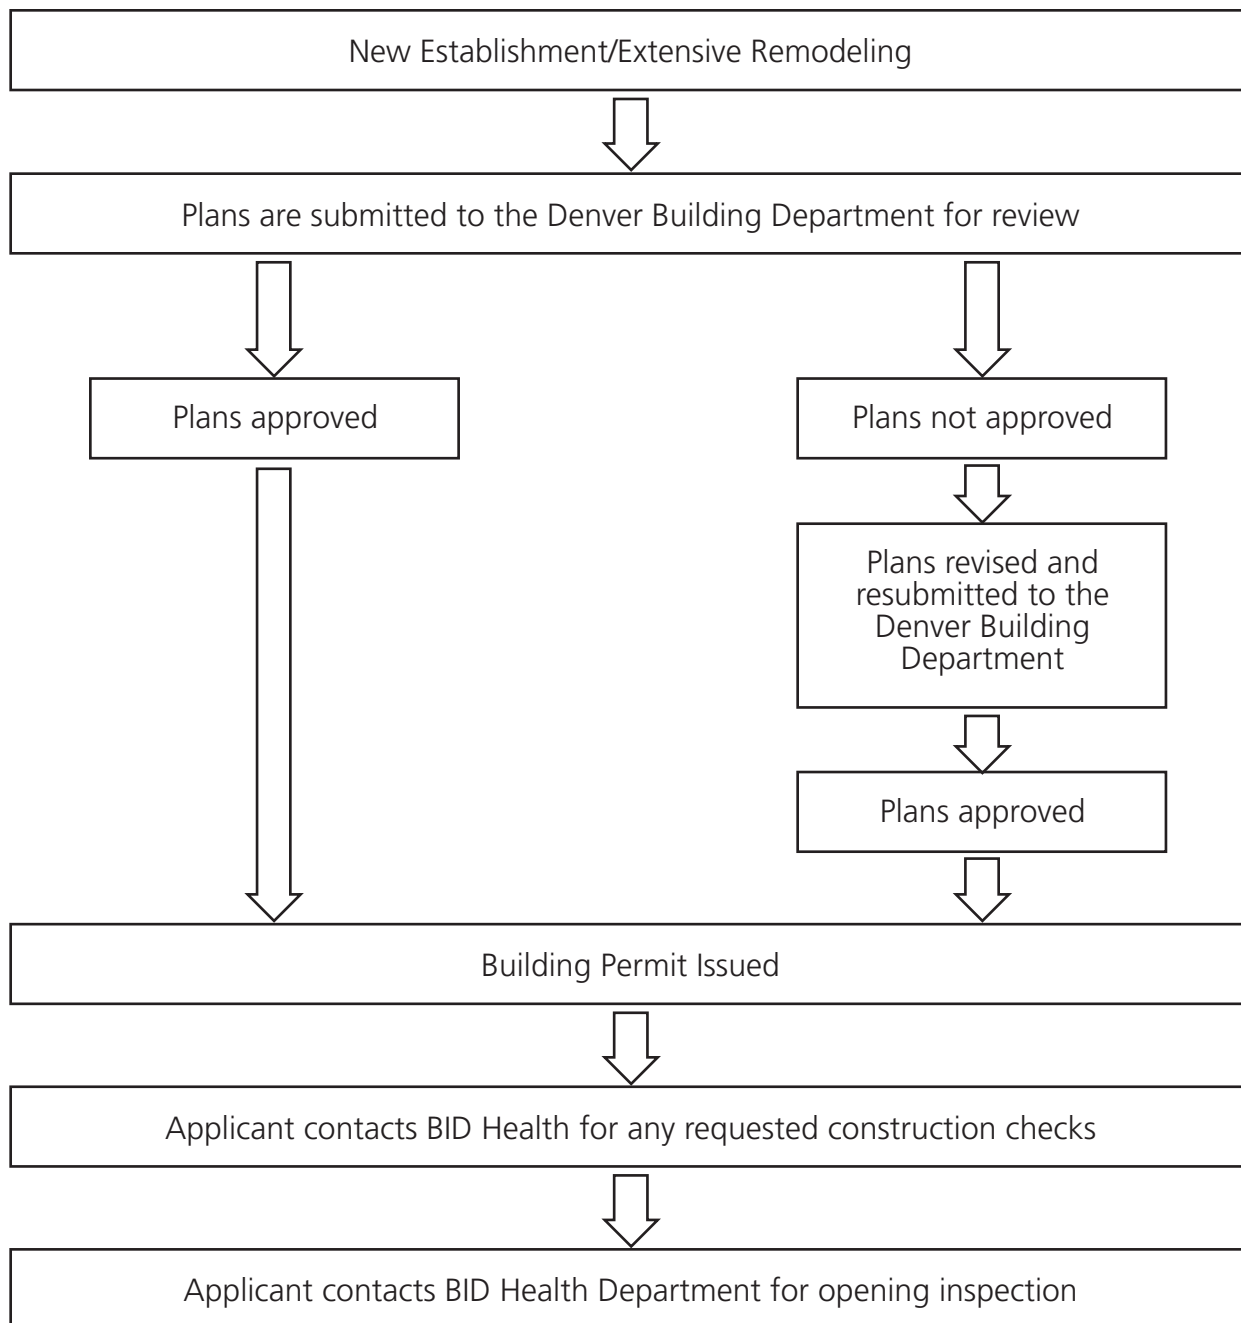 New Establishment/Extensive Remodeling
Plans are submitted to the Denver Building Department for review
Plans approved
Plans not approved
Plans revised and
resubmitted to the
Denver Building
Department
Plans approved
Building Permit Issued
Applicant contacts BID Health for any requested construction checks
Applicant contacts BID Health Department for opening inspection